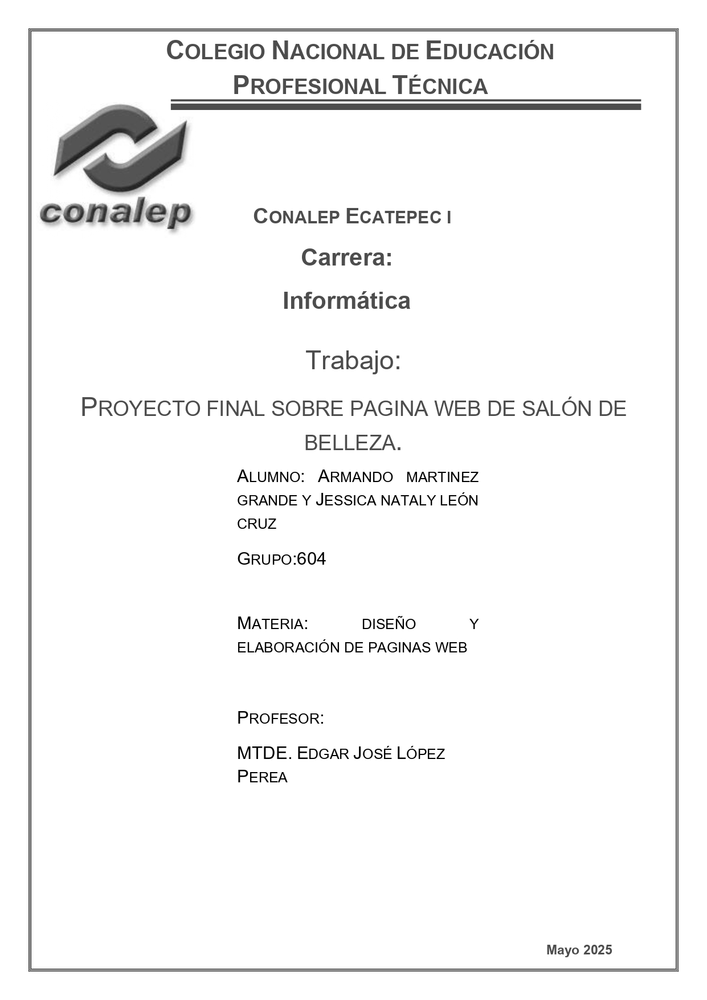 COLEGIO NACIONAL DE EDUCACIÓN
PROFESIONAL TÉCNICA
conalep
CONALEP ECATEPEC I
Carrera:
Informática
Trabajo:
PROYECTO FINAL SOBRE PAGINA WEB DE SALÓN DE
BELLEZA.
ALUMNO: ARMANDO MARTINEZ
GRANDE Y JESSICA NATALY LEÓN
CRUZ
GRUPO:604
MATERIA: DISEÑO Y
ELABORACIÓN DE PAGINAS WEB
PROFESOR:
MTDE. EDGAR JOSÉ LÓPEZ
PEREA
Mayo 2025